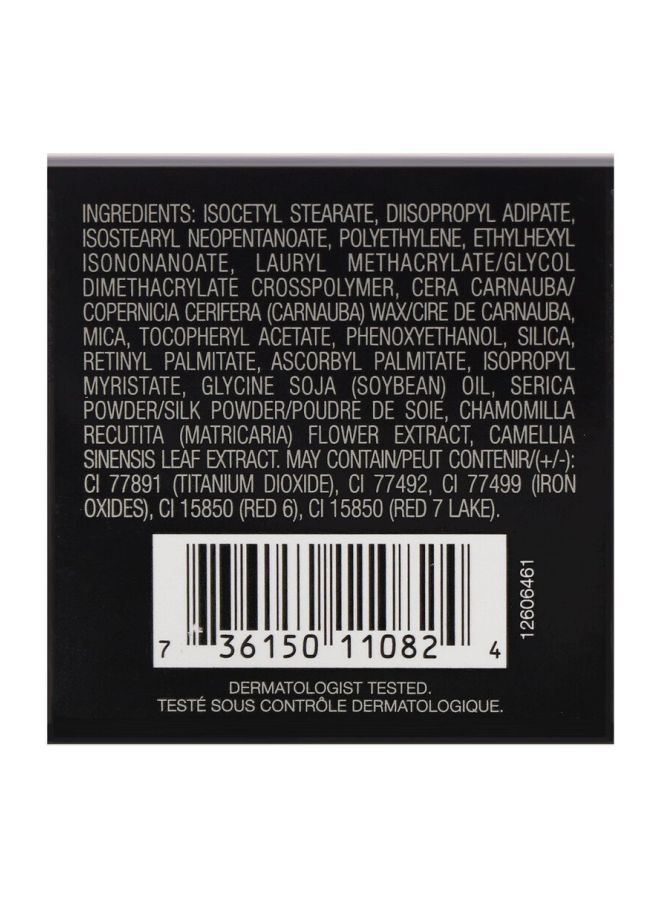 INGREDIENTS: ISOCETYL STEARATE, DIISOPROPYL ADIPATE,
ISOSTEARYL NEOPENTANOATE, POLYETHYLENE, ETHYLHEXYL
ISONONANOATE, LAURYL METHACRYLATE/GLYCOL
DIMETHACRYLATE CROSSPOLYMER, CERA CARNAUBA/
COPERNICIA CERIFERA (CARNAUBA) WAX/CIRE DE CARNAUBA,
MICA, TOCOPHERYL ACETATE, PHENOXYETHANOL, SILICA,
RETINYL PALMITATE, ASCORBYL PALMITATE, ISOPROPYL
MYRISTATE, GLYCINE SOJA (SOYBEAN) OIL, SERICA
POWDER/SILK POWDER/POUDRE DE SOIE, CHAMOMILLA
RECUTITA (MATRICARIA) FLOWER EXTRACT, CAMELLIA
SINENSIS LEAF EXTRACT. MAY CONTAIN/PEUT CONTENIR/(+/-):
CI 77891 (TITANIUM DIOXIDE), CI 77492, CI 77499 (IRON
OXIDES), CI 15850 (RED 6), CI 15850 (RED 7 LAKE).
7 36150 11082 4
12606461
DERMATOLOGIST TESTED.
TESTÉ SOUS CONTRÔLE DERMATOLOGIQUE.